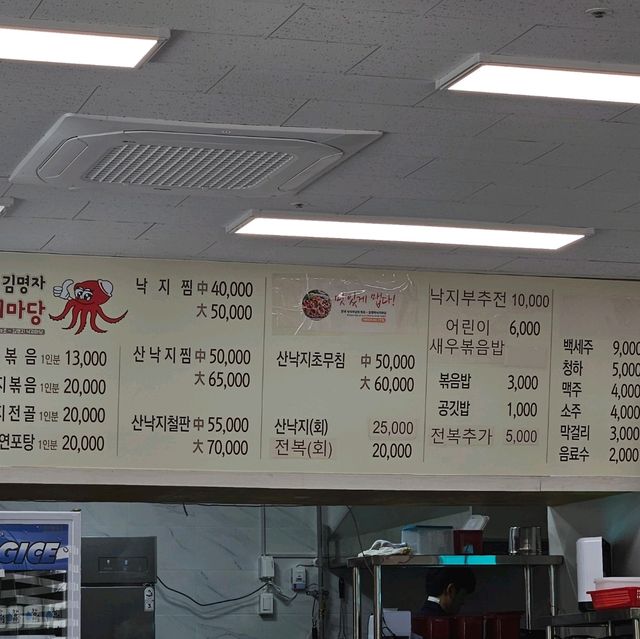 김명자
마당
볶음 1인분 13,000
지볶음 1인분 20,000
지전골 1인분 20,000
연포탕 1인분 20,000
낙지찜 中 40,000
大 50,000
산낙지찜 中 50,000
大 65,000
산낙지철판 中 55,000
大 70,000
맛있게 맵다!
산낙지초무침 中 50,000
大 60,000
산낙지(회) 25,000
전복(회) 20,000
낙지부추전 10,000
어린이 6,000
새우볶음밥
볶음밥 3,000
공깃밥 1,000
전복추가 5,000
백세주 9,000
청하 5,000
맥주 4,000
소주 4,000
막걸리 3,000
음료수 2,000
GICE